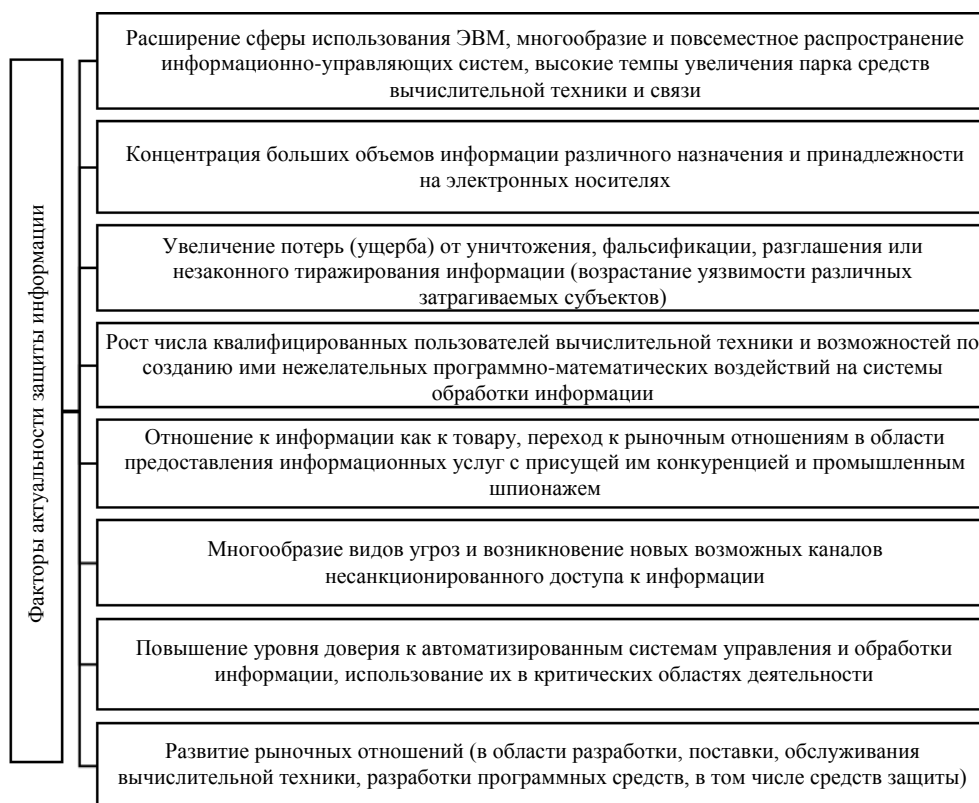 Факторы актуальности защиты информации
Расширение сферы использования ЭВМ, многообразие и повсеместное распространение
информационно-управляющих систем, высокие темпы увеличения парка средств
вычислительной техники и связи
Концентрация больших объемов информации различного назначения и принадлежности
на электронных носителях
Увеличение потерь (ущерба) от уничтожения, фальсификации, разглашения или
незаконного тиражирования информации (возрастание уязвимости различных
затрагиваемых субъектов)
Рост числа квалифицированных пользователей вычислительной техники и возможностей по
созданию ими нежелательных программно-математических воздействий на системы
обработки информации
Отношение к информации как к товару, переход к рыночным отношениям в области
предоставления информационных услуг с присущей им конкуренцией и промышленным
шпионажем
Многообразие видов угроз и возникновение новых возможных каналов
несанкционированного доступа к информации
Повышение уровня доверия к автоматизированным системам управления и обработки
информации, использование их в критических областях деятельности
Развитие рыночных отношений (в области разработки, поставки, обслуживания
вычислительной техники, разработки программных средств, в том числе средств защиты)